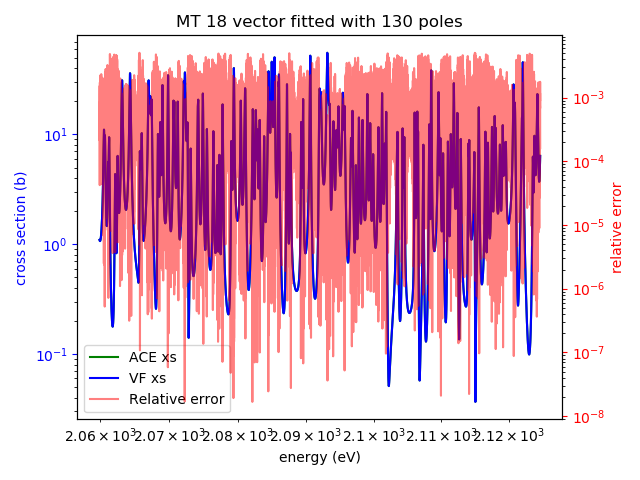 MT 18 vector fitted with 130 poles
10¹
10⁰
10⁻¹
cross section (b)
10⁻³
10⁻⁴
10⁻⁵
10⁻⁶
10⁻⁷
10⁻⁸
relative error
ACE xs
VF xs
Relative error
2.06 × 10³ 2.07 × 10³ 2.08 × 10³ 2.09 × 10³ 2.1 × 10³ 2.11 × 10³ 2.12 × 10³
energy (eV)